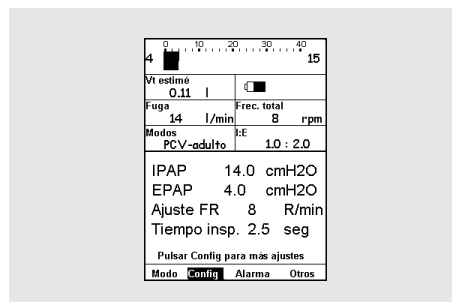 0 10 20 30 40
4 15
Vt estimé
0.11 l
Fuga Frec. total
14 l/min 8 rpm
Modos I:E
PCV-adulto 1.0 : 2.0
IPAP 14.0 cmH2O
EPAP 4.0 cmH2O
Ajuste FR 8 R/min
Tiempo insp. 2.5 seg
Pulsar Config para más ajustes
Modo Config Alarma Otros